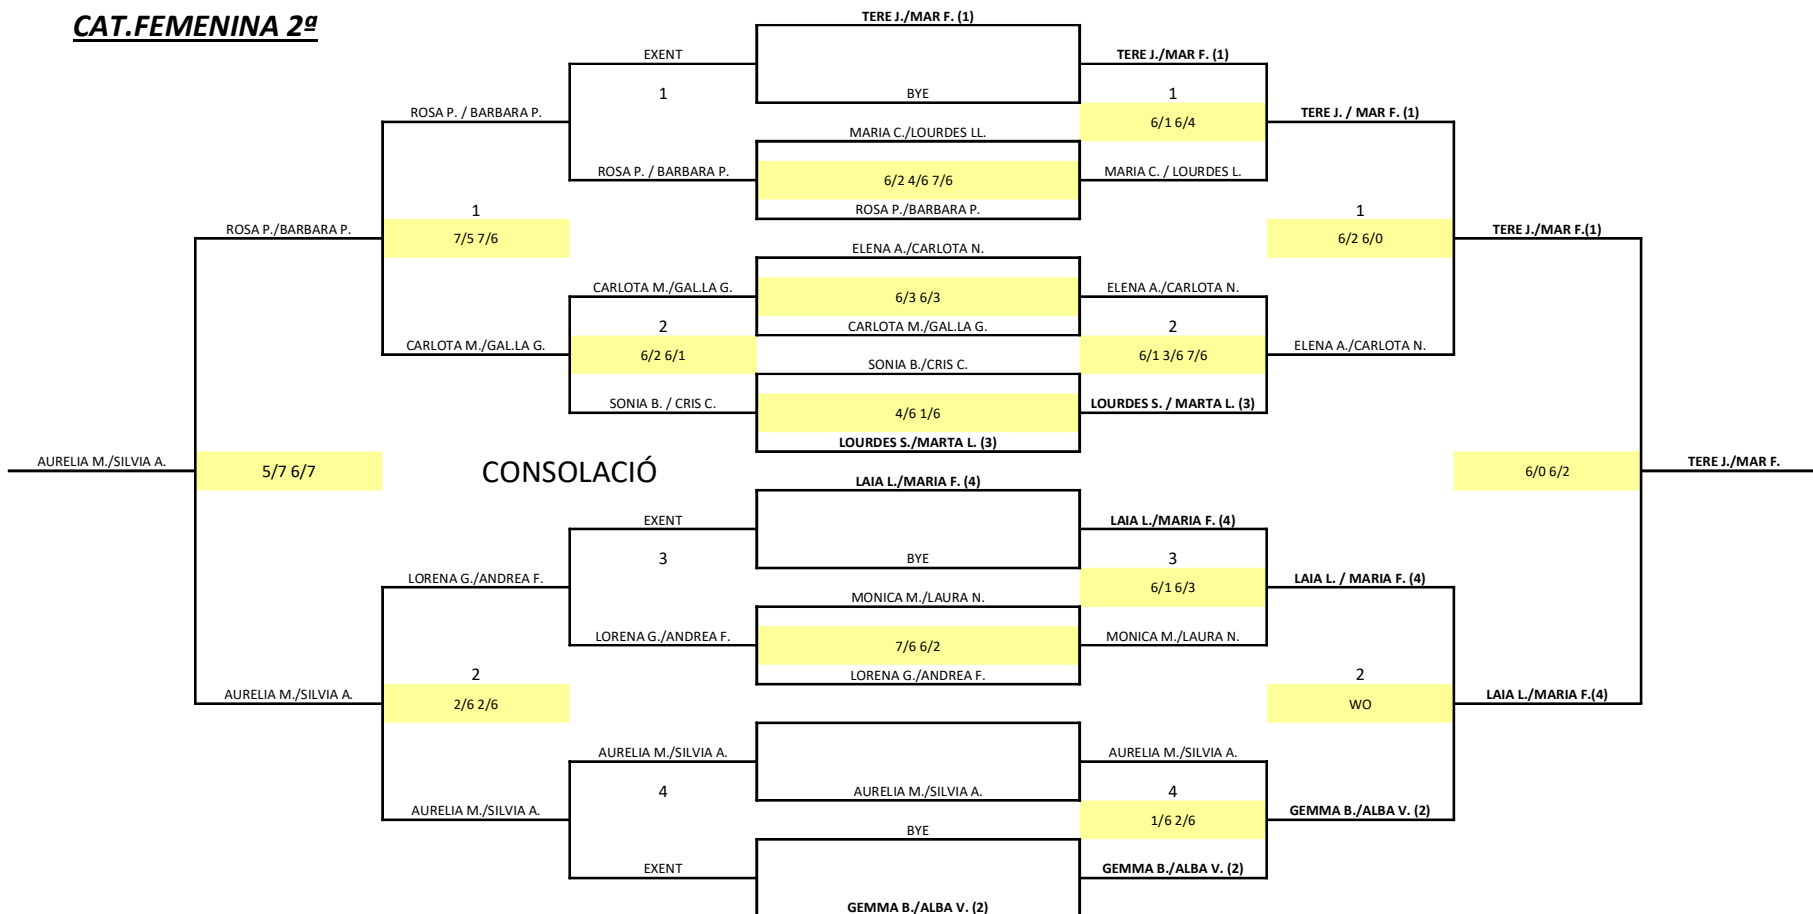 CAT.FEMENINA 2ª
TERE J./MAR F. (1)
EXENT
TERE J./MAR F. (1)
1
BYE
1
ROSA P. / BARBARA P.
6/1 6/4
TERE J. / MAR F. (1)
MARIA C./LOURDES LL.
ROSA P. / BARBARA P.
6/2 4/6 7/6
MARIA C. / LOURDES L.
1
ROSA P./BARBARA P.
1
ROSA P./BARBARA P.
7/5 7/6
6/2 6/0
TERE J./MAR F.(1)
ELENA A./CARLOTA N.
CARLOTA M./GAL.LA G.
6/3 6/3
ELENA A./CARLOTA N.
2
CARLOTA M./GAL.LA G.
2
CARLOTA M./GAL.LA G.
6/2 6/1
6/1 3/6 7/6
ELENA A./CARLOTA N.
SONIA B./CRIS C.
SONIA B. / CRIS C.
4/6 1/6
LOURDES S. / MARTA L. (3)
LOURDES S./MARTA L. (3)
AURELIA M./SILVIA A.
5/7 6/7
CONSOLACIÓ
6/0 6/2
TERE J./MAR F.
LAIA L./MARIA F. (4)
EXENT
LAIA L./MARIA F. (4)
3
BYE
3
LORENA G./ANDREA F.
6/1 6/3
LAIA L. / MARIA F. (4)
MONICA M./LAURA N.
LORENA G./ANDREA F.
7/6 6/2
MONICA M./LAURA N.
2
LORENA G./ANDREA F.
2
AURELIA M./SILVIA A.
2/6 2/6
WO
LAIA L./MARIA F.(4)
AURELIA M./SILVIA A.
AURELIA M./SILVIA A.
4
AURELIA M./SILVIA A.
4
AURELIA M./SILVIA A.
1/6 2/6
GEMMA B./ALBA V. (2)
BYE
EXENT
GEMMA B./ALBA V. (2)
GEMMA B./ALBA V. (2)